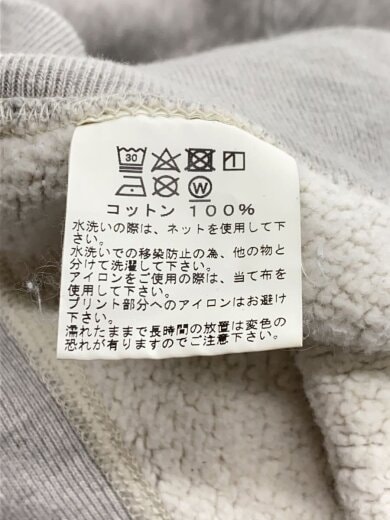 30
W
コットン 100%
水洗いの際は、ネットを使用して下
さい。
水洗いでの移染防止の為、他の物と
分けて洗濯して下さい。
アイロンをご使用の際は、当て布を
使用して下さい。
プリント部分へのアイロンはお避け
下さい。
濡れたままで長時間の放置は変色の
恐れが有りますのでご注意下さい。